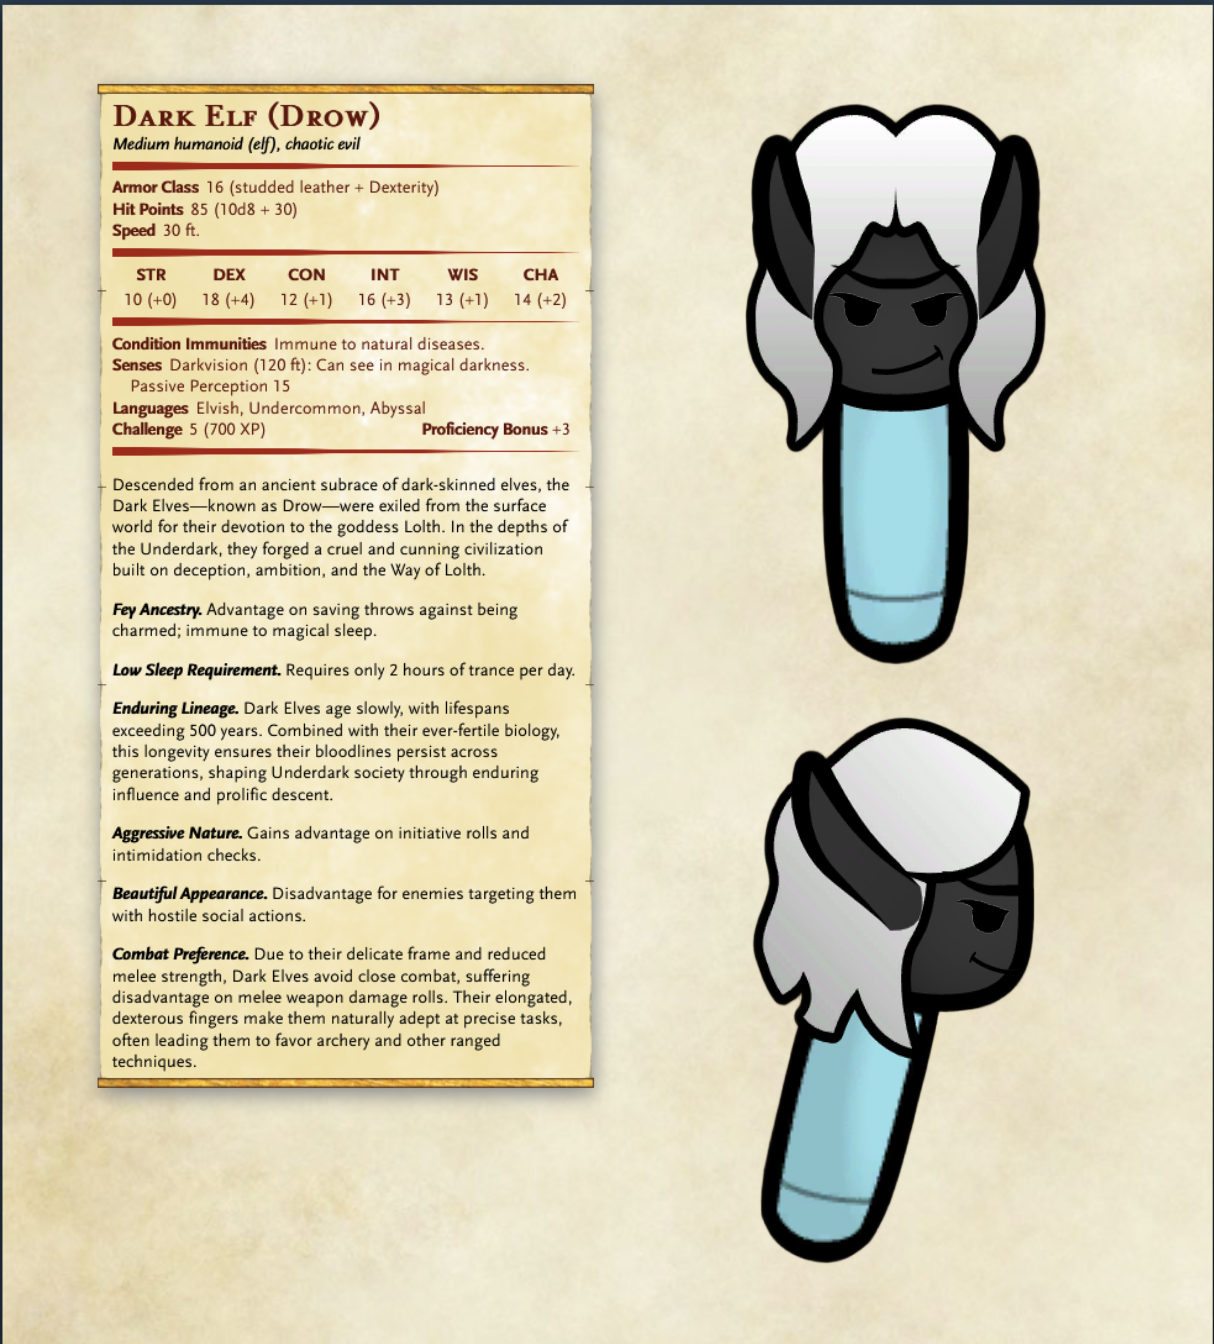 Dark Elf (Drow)
Medium humanoid (elf), chaotic evil
Armor Class 16 (studded leather + Dexterity)
Hit Points 85 (10d8 + 30)
Speed 30 ft.
STR DEX CON INT WIS CHA
10 (+0) 18 (+4) 12 (+1) 16 (+3) 13 (+1) 14 (+2)
Condition Immunities Immune to natural diseases.
Senses Darkvision (120 ft): Can see in magical darkness.
Passive Perception 15
Languages Elvish, Undercommon, Abyssal
Challenge 5 (700 XP) Proficiency Bonus +3
Descended from an ancient subrace of dark-skinned elves, the
Dark Elves—known as Drow—were exiled from the surface
world for their devotion to the goddess Lolth. In the depths of
the Underdark, they forged a cruel and cunning civilization
built on deception, ambition, and the Way of Lolth.
Fey Ancestry. Advantage on saving throws against being
charmed; immune to magical sleep.
Low Sleep Requirement. Requires only 2 hours of trance per day.
Enduring Lineage. Dark Elves age slowly, with lifespans
exceeding 500 years. Combined with their ever-fertile biology,
this longevity ensures their bloodlines persist across
generations, shaping Underdark society through enduring
influence and prolific descent.
Aggressive Nature. Gains advantage on initiative rolls and
intimidation checks.
Beautiful Appearance. Disadvantage for enemies targeting them
with hostile social actions.
Combat Preference. Due to their delicate frame and reduced
melee strength, Dark Elves avoid close combat, suffering
disadvantage on melee weapon damage rolls. Their elongated,
dexterous fingers make them naturally adept at precise tasks,
often leading them to favor archery and other ranged
techniques.